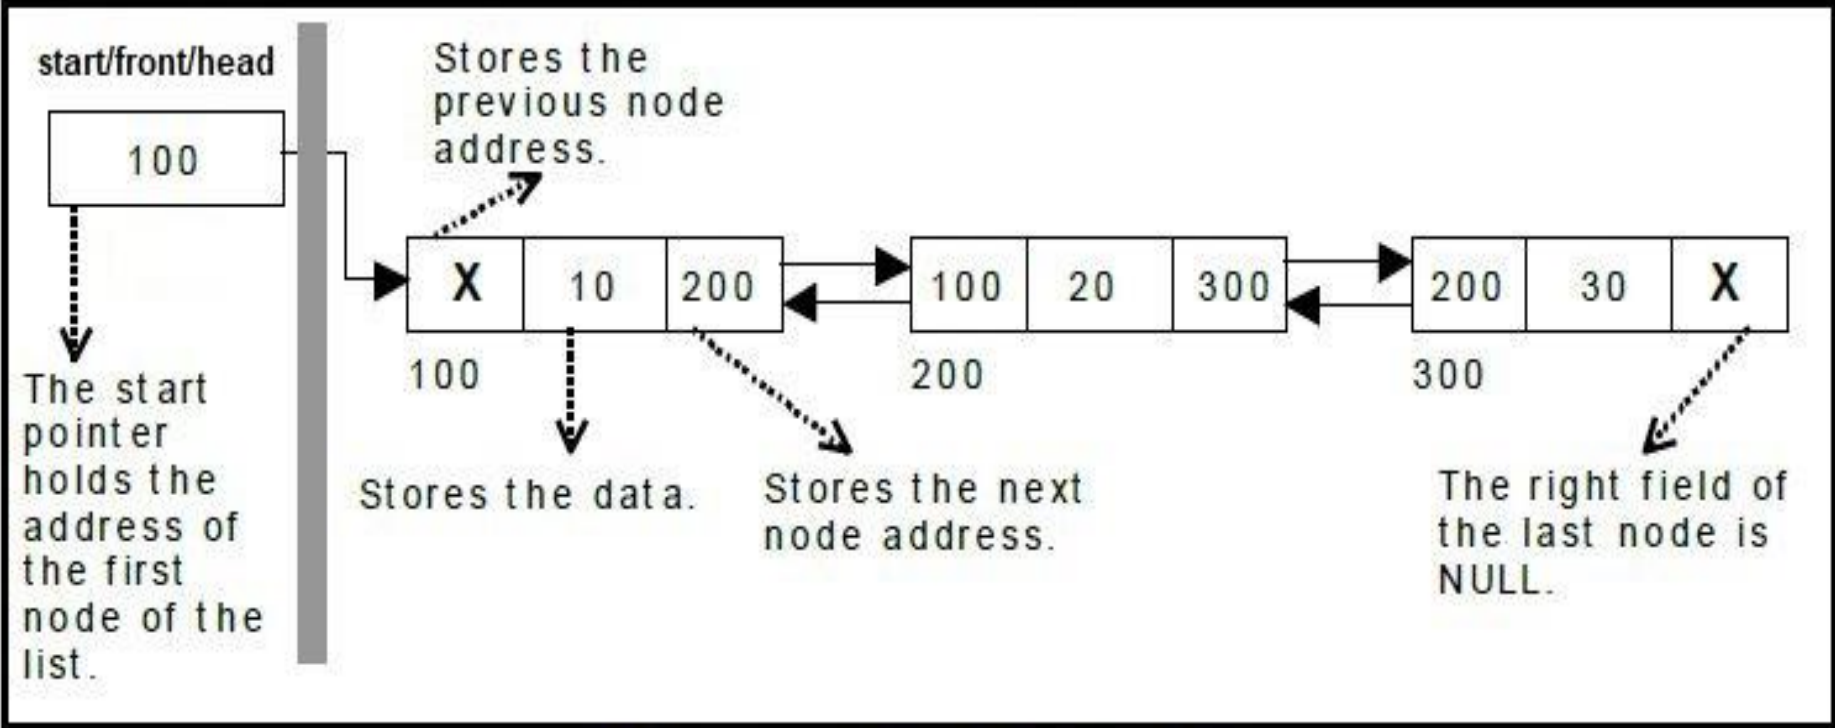 start/front/head
100
The start
pointer
holds the
address of
the first
node of the
list.
Stores the
previous node
address.
X 10 200
100
100 20 300
200
200 30 X
300
Stores the data.
Stores the next
node address.
The right field of
the last node is
NULL.